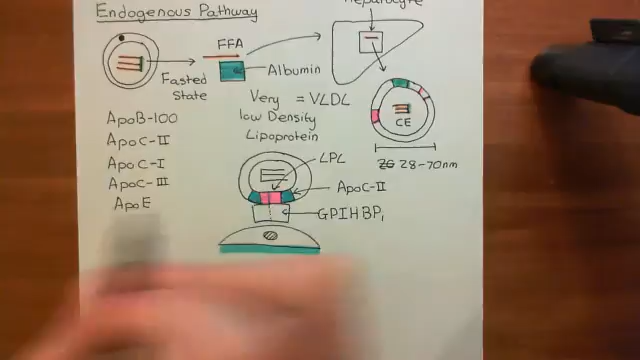 Endogenous Pathway
Hepatocyte
FFA
Albumin
Fasted
State
Very = VLDL
low Density
Lipoprotein
CE
28-70nm
ApoB-100
ApoC-II
ApoC-I
ApoC-III
ApoE
LPL
ApoC-II
GPIHBP1